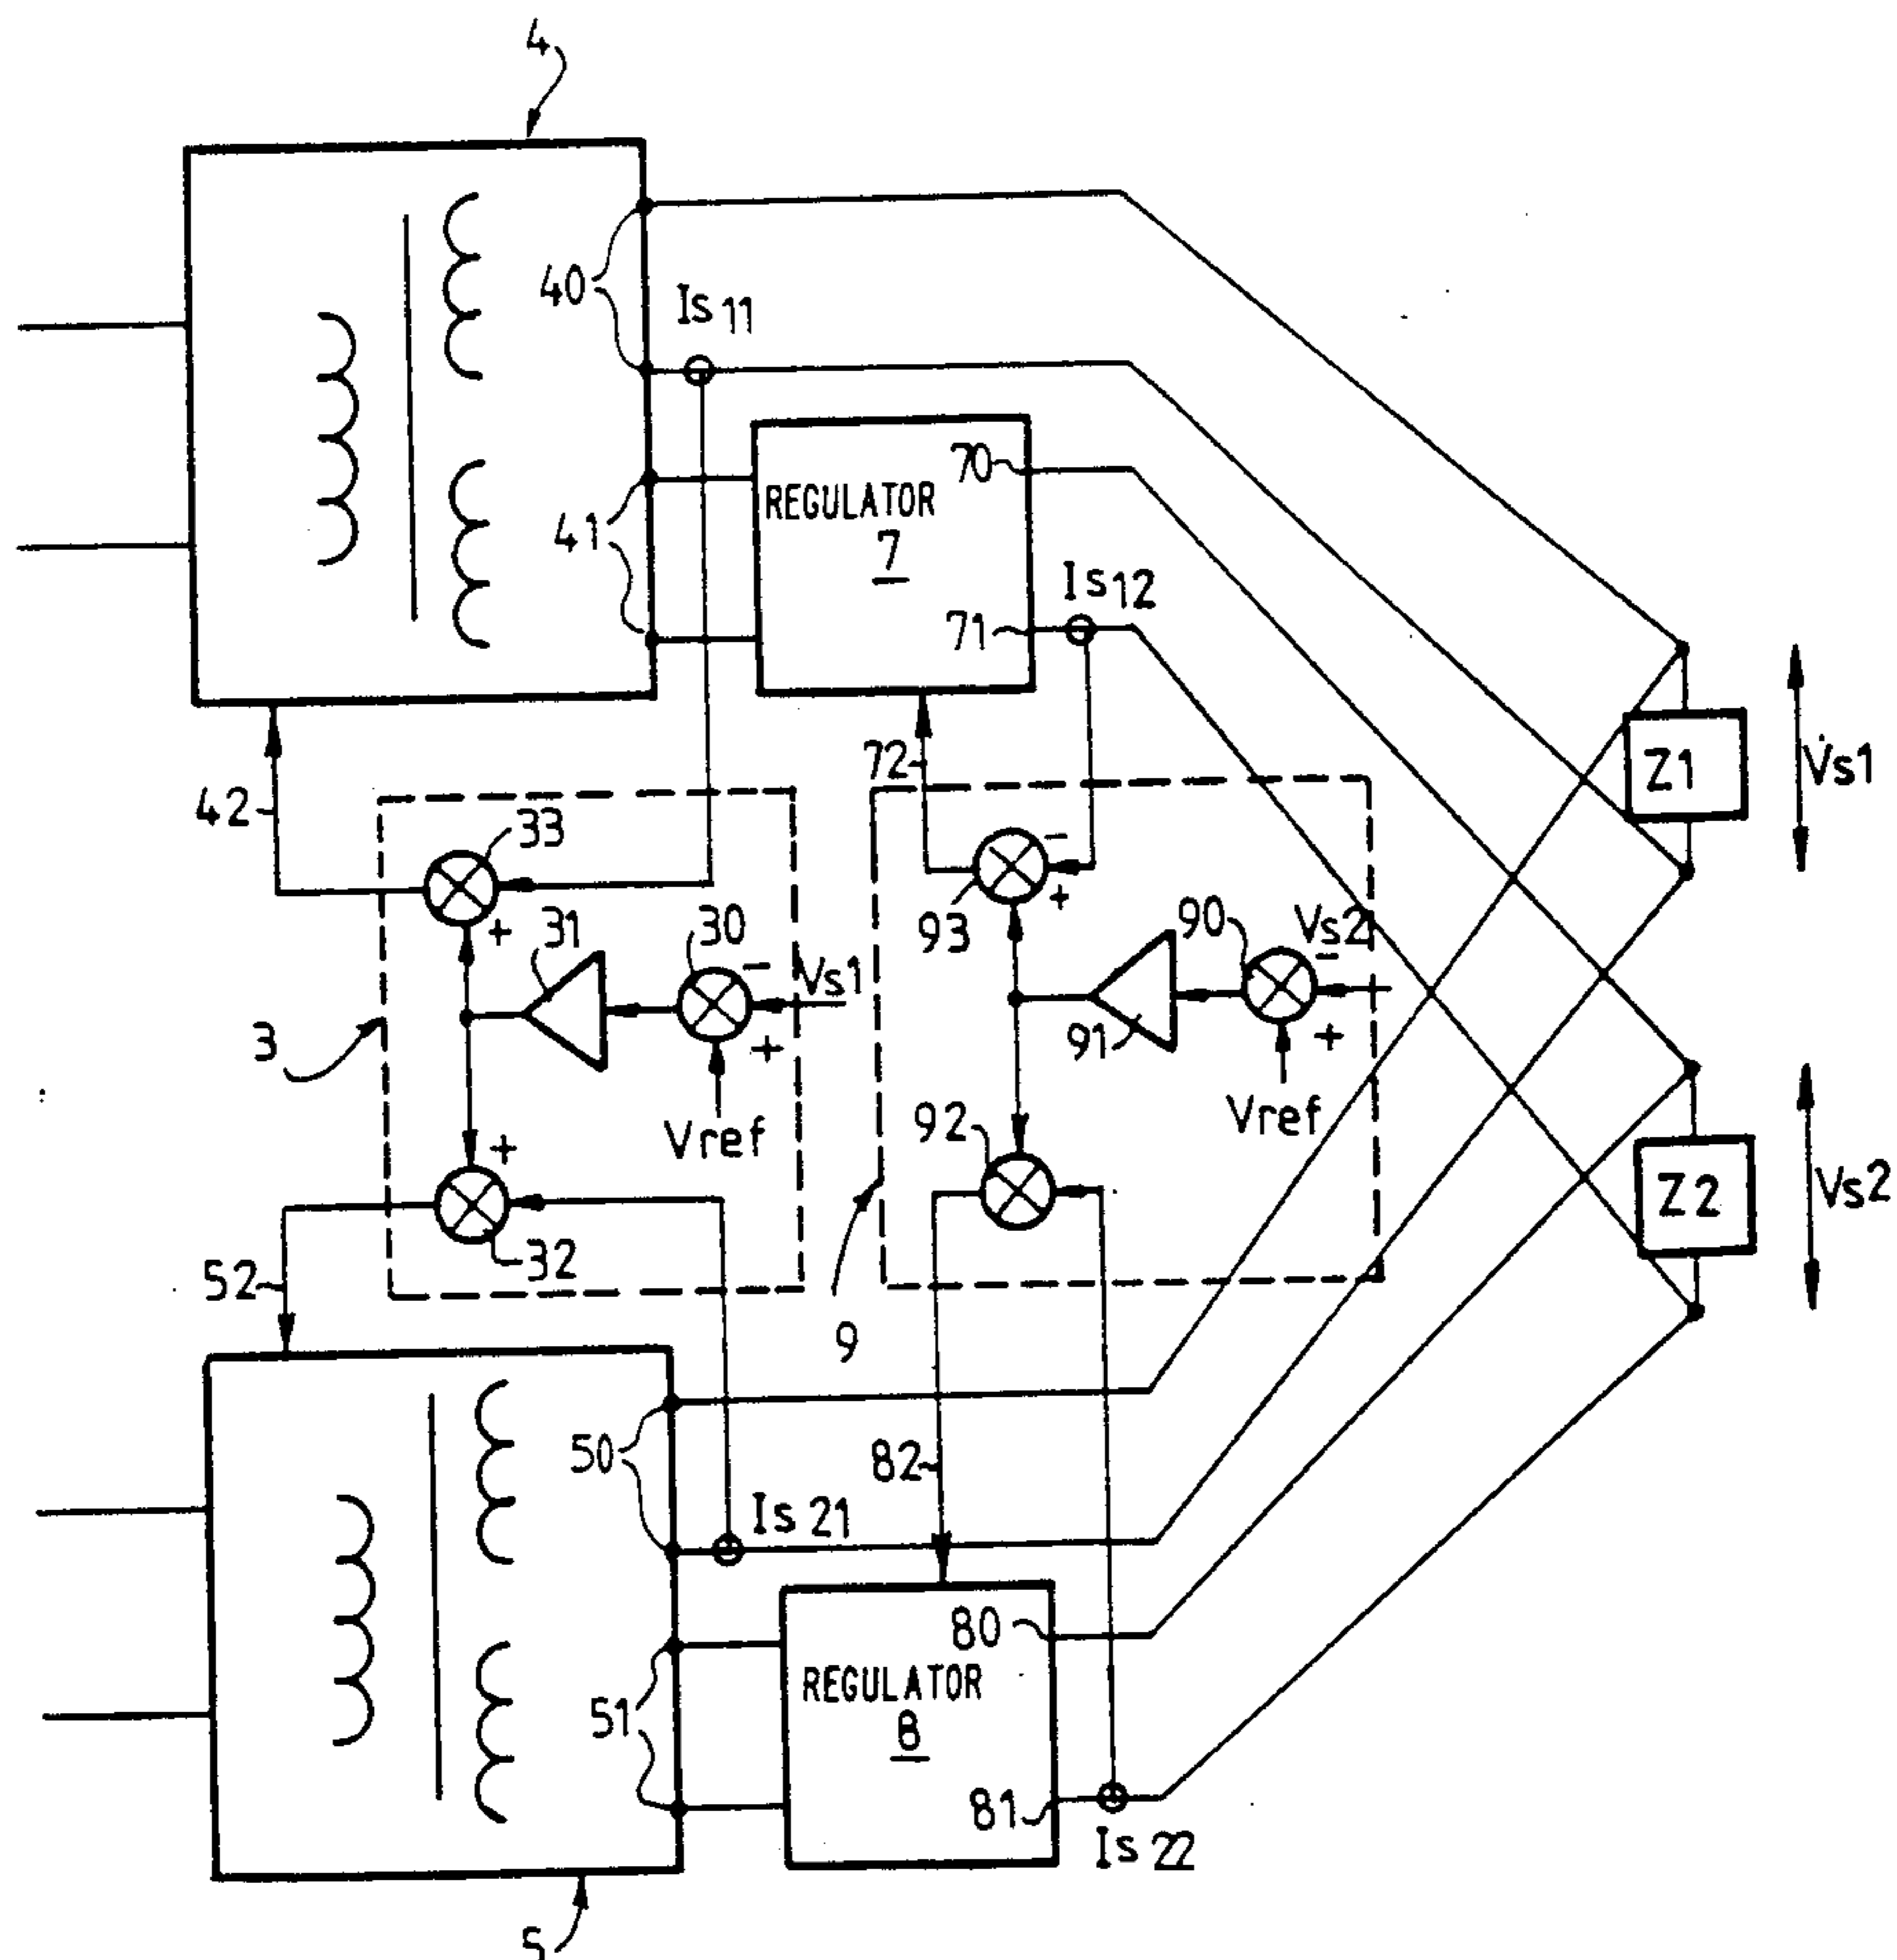 4
40
Is11
70
REGULATOR
7
41
Is12
71
Z1
Vs1
72
42
33
+
-
+
93
31
30
-
Vs1
+
90
Vs2
-
+
3
91
Vref
Vref
92
+
32
52
Z2
Vs2
9
50
82
Is21
80
REGULATOR
8
51
81
Is22
5